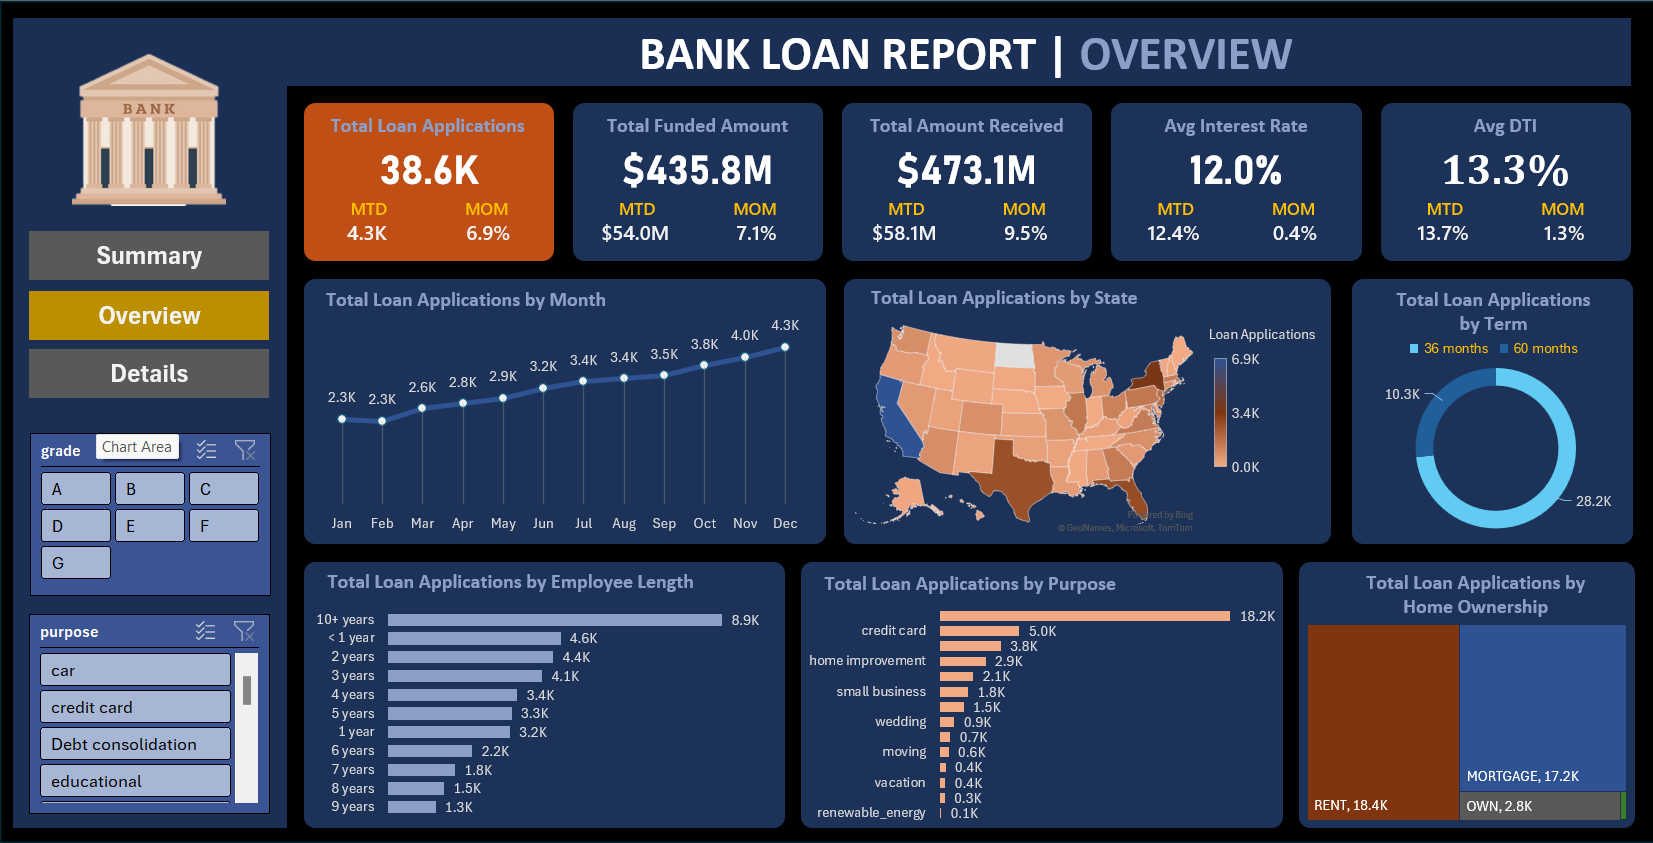 BANK LOAN REPORT | OVERVIEW
BANK
Summary
Overview
Details
grade
Chart Area
A
B
C
D
E
F
G
purpose
car
credit card
Debt consolidation
educational
Total Loan Applications
38.6K
MTD
MOM
4.3K
6.9%
Total Funded Amount
$435.8M
MTD
MOM
$54.0M
7.1%
Total Amount Received
$473.1M
MTD
MOM
$58.1M
9.5%
Avg Interest Rate
12.0%
MTD
MOM
12.4%
0.4%
Avg DTI
13.3%
MTD
MOM
13.7%
1.3%
Total Loan Applications by Month
2.3K
2.3K
2.6K
2.8K
2.9K
3.2K
3.4K
3.4K
3.5K
3.8K
4.0K
4.3K
Jan
Feb
Mar
Apr
May
Jun
Jul
Aug
Sep
Oct
Nov
Dec
Total Loan Applications by State
Loan Applications
6.9K
3.4K
0.0K
Powered by Bing
© GeoNames, Microsoft, TomTom
Total Loan Applications
by Term
36 months
60 months
10.3K
28.2K
Total Loan Applications by Employee Length
10+ years
8.9K
< 1 year
4.6K
2 years
4.4K
3 years
4.1K
4 years
3.4K
5 years
3.3K
1 year
3.2K
6 years
2.2K
7 years
1.8K
8 years
1.5K
9 years
1.3K
Total Loan Applications by Purpose
18.2K
credit card
5.0K
3.8K
home improvement
2.9K
2.1K
small business
1.8K
1.5K
wedding
0.9K
0.7K
moving
0.6K
0.4K
vacation
0.4K
0.3K
renewable_energy
0.1K
Total Loan Applications by
Home Ownership
RENT, 18.4K
MORTGAGE, 17.2K
OWN, 2.8K